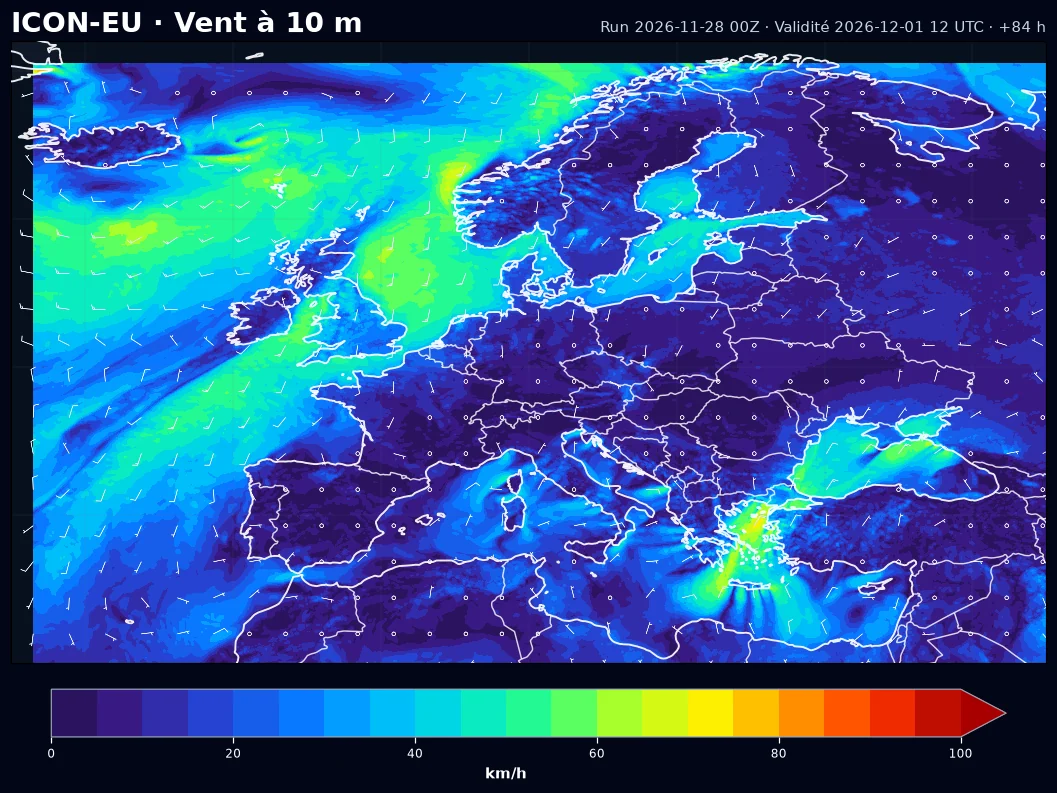 ICON-EU · Vent à 10 m
Run 2026-11-28 00Z · Validité 2026-12-01 12 UTC · +84 h
0 20 40 60 80 100
km/h